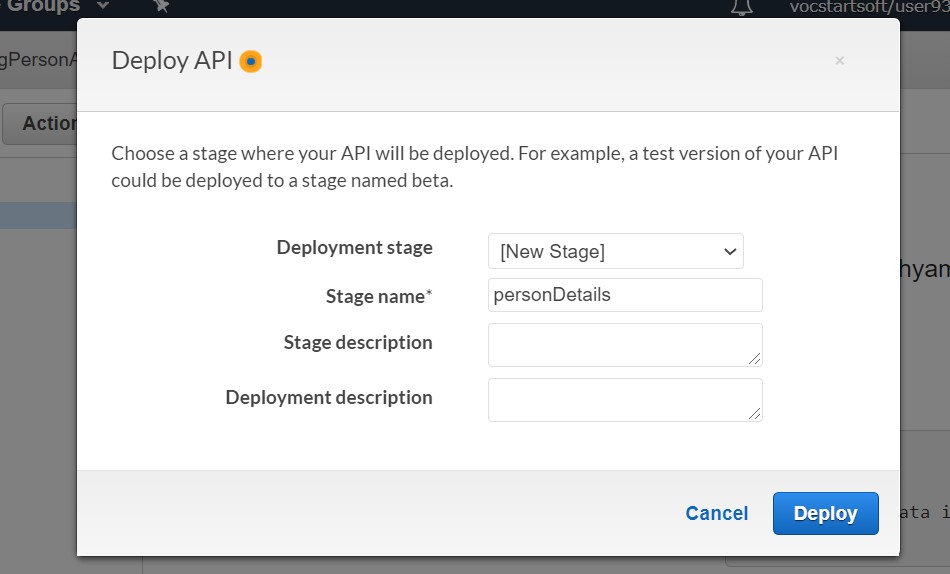 Groups
vocstartsoft/user93
gPersonA
Deploy API
×
Action
Choose a stage where your API will be deployed. For example, a test version of your API
could be deployed to a stage named beta.
Deployment stage
[New Stage]
hyam
Stage name*
personDetails
Stage description
Deployment description
Cancel
Deploy
ata i